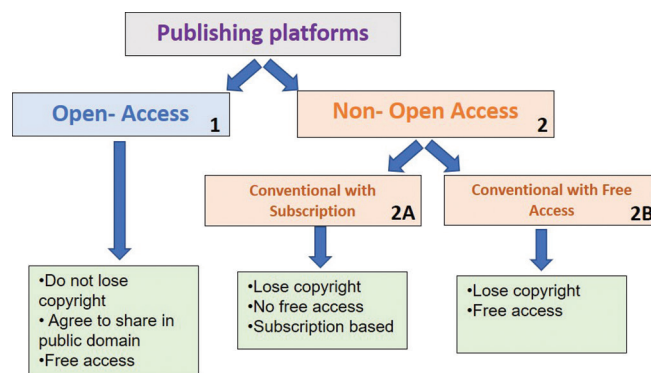 Publishing platforms
Open- Access
1
Non- Open Access
2
Conventional with
Subscription
2A
Conventional with Free
Access
2B
•Do not lose
copyright
• Agree to share in
public domain
•Free access
•Lose copyright
•No free access
•Subscription based
•Lose copyright
•Free access